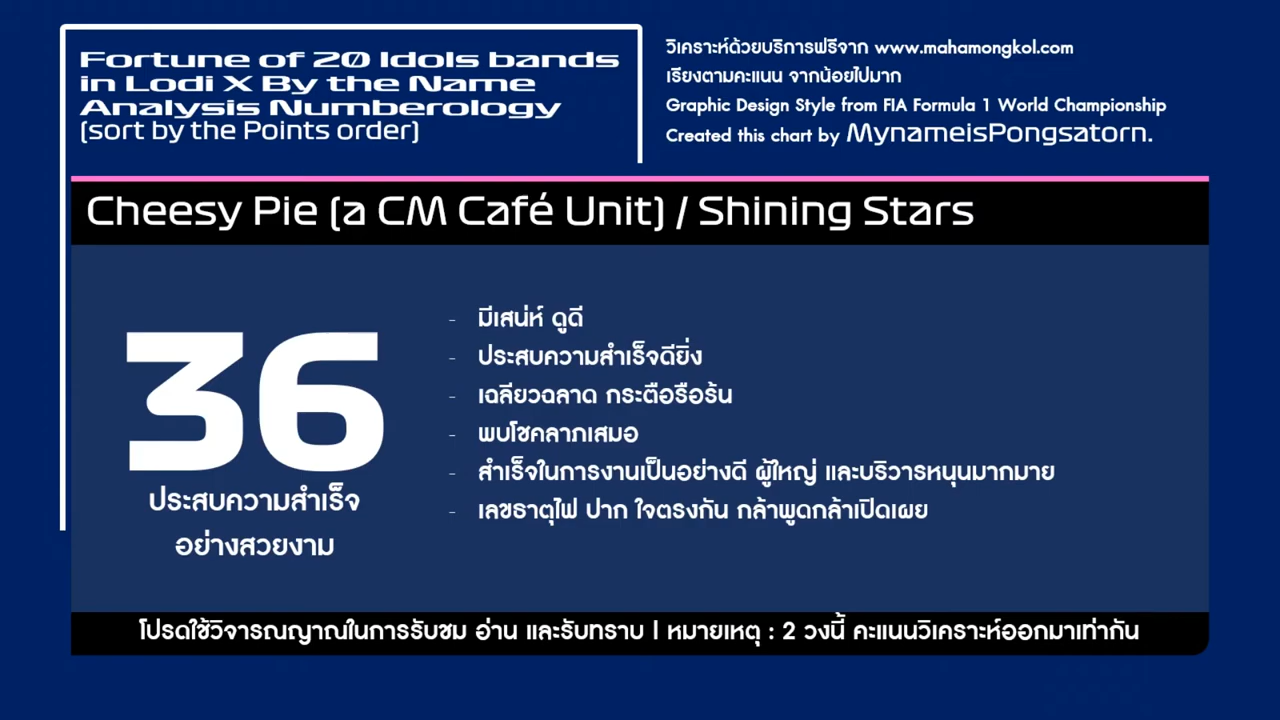 Fortune of 20 Idols bands
in Lodi X By the Name
Analysis Numberology
(sort by the Points order)
วิเคราะห์ด้วยบริการฟรีจาก www.mahamongkol.com
เรียงตามคะแนน จากน้อยไปมาก
Graphic Design Style from FIA Formula 1 World Championship
Created this chart by MynameisPongsatorn.
Cheesy Pie (a CM Café Unit) / Shining Stars
36
ประสบความสำเร็จ
อย่างสวยงาม
- มีเสน่ห์ ดูดี
- ประสบความสำเร็จดียิ่ง
- เฉลียวฉลาด กระตือรือร้น
- พบโชคลาภเสมอ
- สำเร็จในการงานเป็นอย่างดี ผู้ใหญ่ และบริวารหนุนมากมาย
- เลขธาตุไฟ ปาก ใจตรงกัน กล้าพูดกล้าเปิดเผย
โปรดใช้วิจารณญาณในการรับชม อ่าน และรับทราบ | หมายเหตุ : 2 วงนี้ คะแนนวิเคราะห์ออกมาเท่ากัน